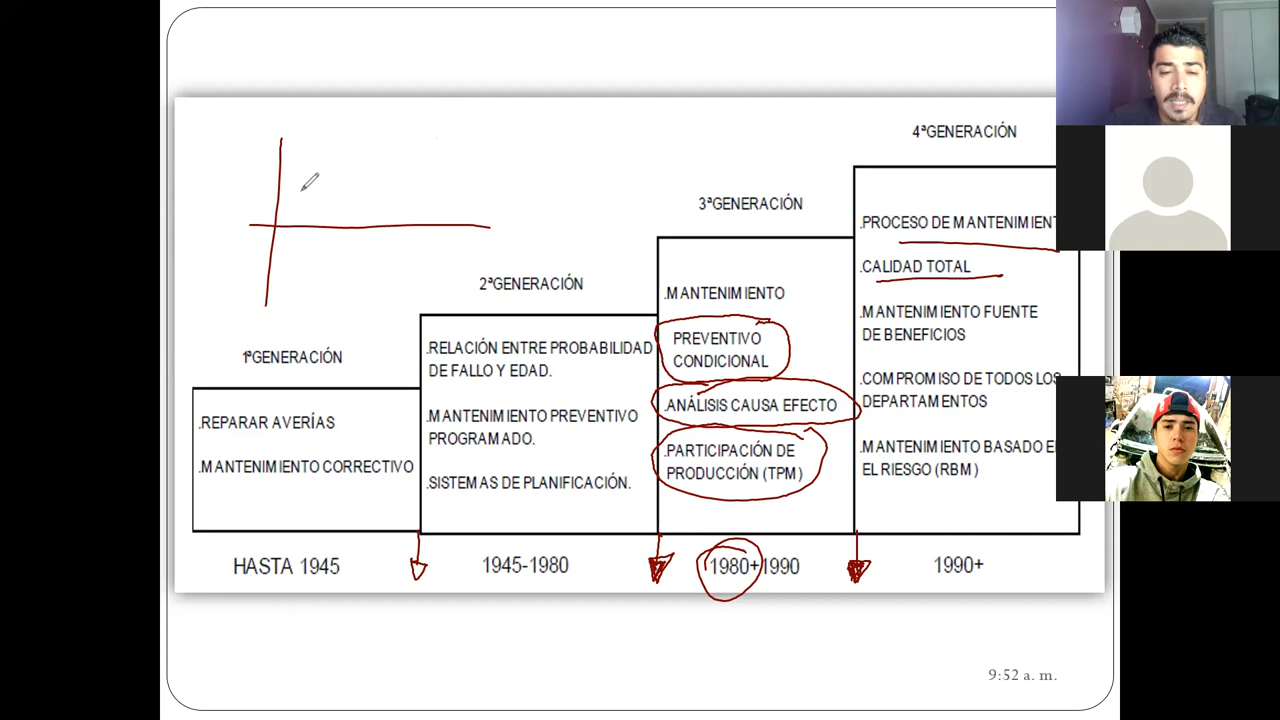 4ªGENERACIÓN
.PROCESO DE MANTENIMIENT
.CALIDAD TOTAL
.MANTENIMIENTO FUENTE
DE BENEFICIOS
.COMPROMISO DE TODOS LOS
DEPARTAMENTOS
.MANTENIMIENTO BASADO E
EL RIESGO (RBM)
1990+
3ªGENERACIÓN
.MANTENIMIENTO
PREVENTIVO
CONDICIONAL
.ANÁLISIS CAUSA EFECTO
.PARTICIPACIÓN DE
PRODUCCIÓN (TPM)
1980+1990
2ªGENERACIÓN
.RELACIÓN ENTRE PROBABILIDAD
DE FALLO Y EDAD.
.MANTENIMIENTO PREVENTIVO
PROGRAMADO.
.SISTEMAS DE PLANIFICACIÓN.
1945-1980
1ªGENERACIÓN
.REPARAR AVERÍAS
.MANTENIMIENTO CORRECTIVO
HASTA 1945
9:52 a. m.